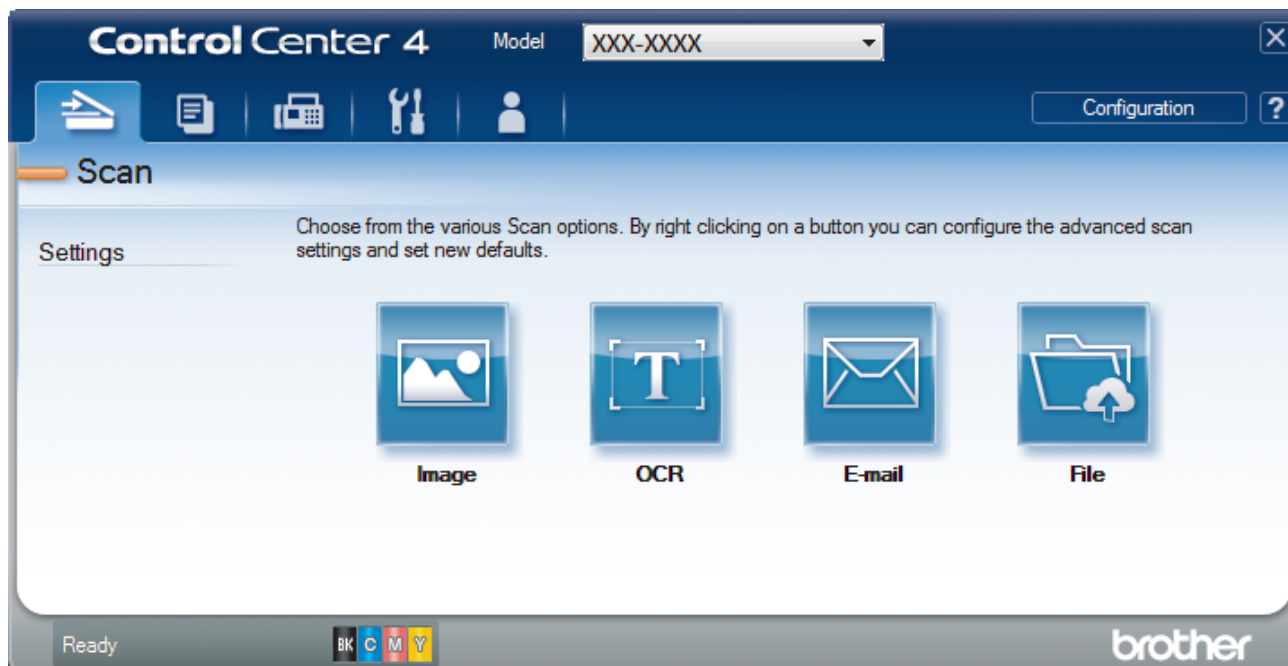 Control Center 4 Model XXX-XXXX X
Configuration ?
Scan
Settings
Choose from the various Scan options. By right clicking on a button you can configure the advanced scan
settings and set new defaults.
T
Image OCR E-mail File
Ready BK C M Y brother